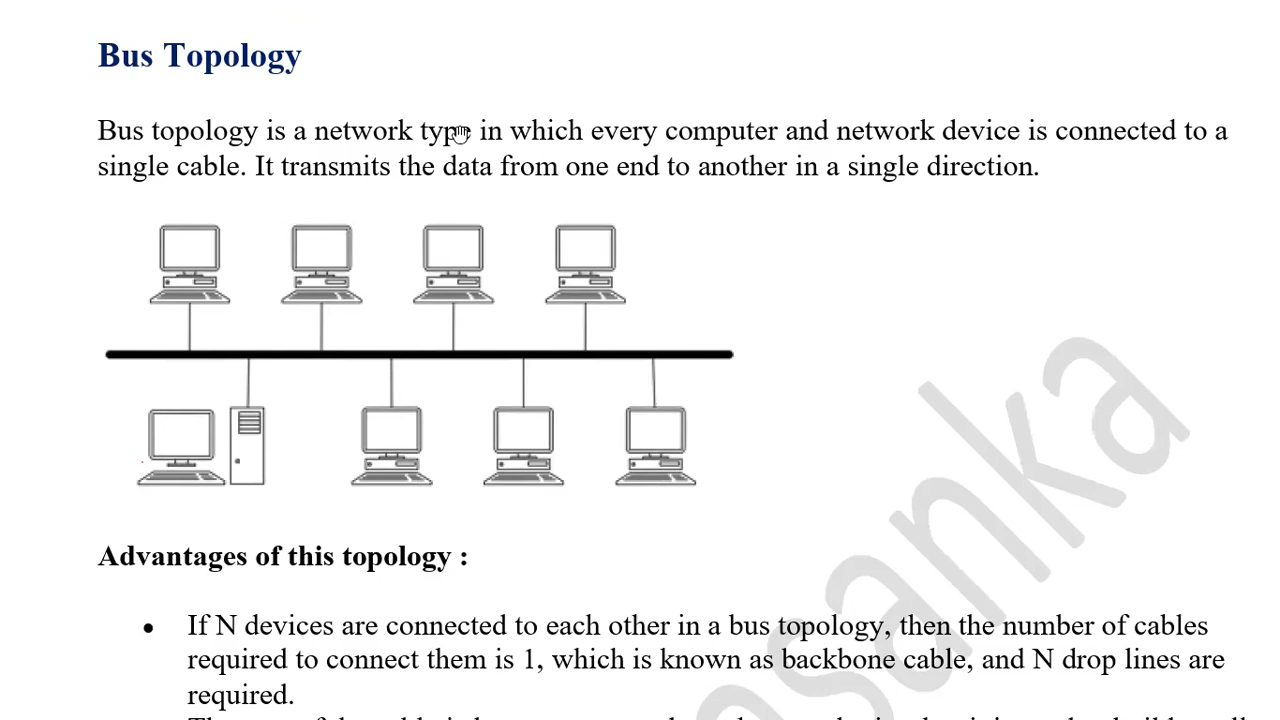 Bus Topology
Bus topology is a network type in which every computer and network device is connected to a
single cable. It transmits the data from one end to another in a single direction.
Advantages of this topology :
• If N devices are connected to each other in a bus topology, then the number of cables
required to connect them is 1, which is known as backbone cable, and N drop lines are
required.
asanka